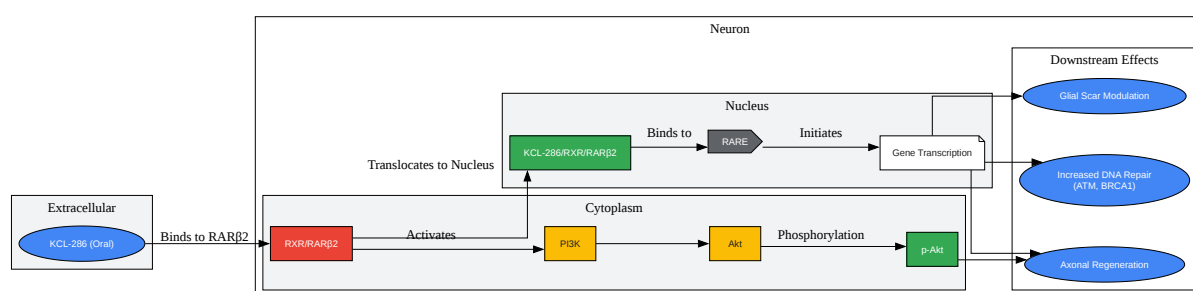 Neuron
Downstream Effects
Glial Scar Modulation
Nucleus
KCL-286/RXR/RARβ2
Binds to
RARE
Initiates
Gene Transcription
Translocates to Nucleus
Increased DNA Repair
(ATM, BRCA1)
Extracellular
KCL-286 (Oral)
Binds to RARβ2
Cytoplasm
RXR/RARβ2
Activates
PI3K
Akt
Phosphorylation
p-Akt
Axonal Regeneration